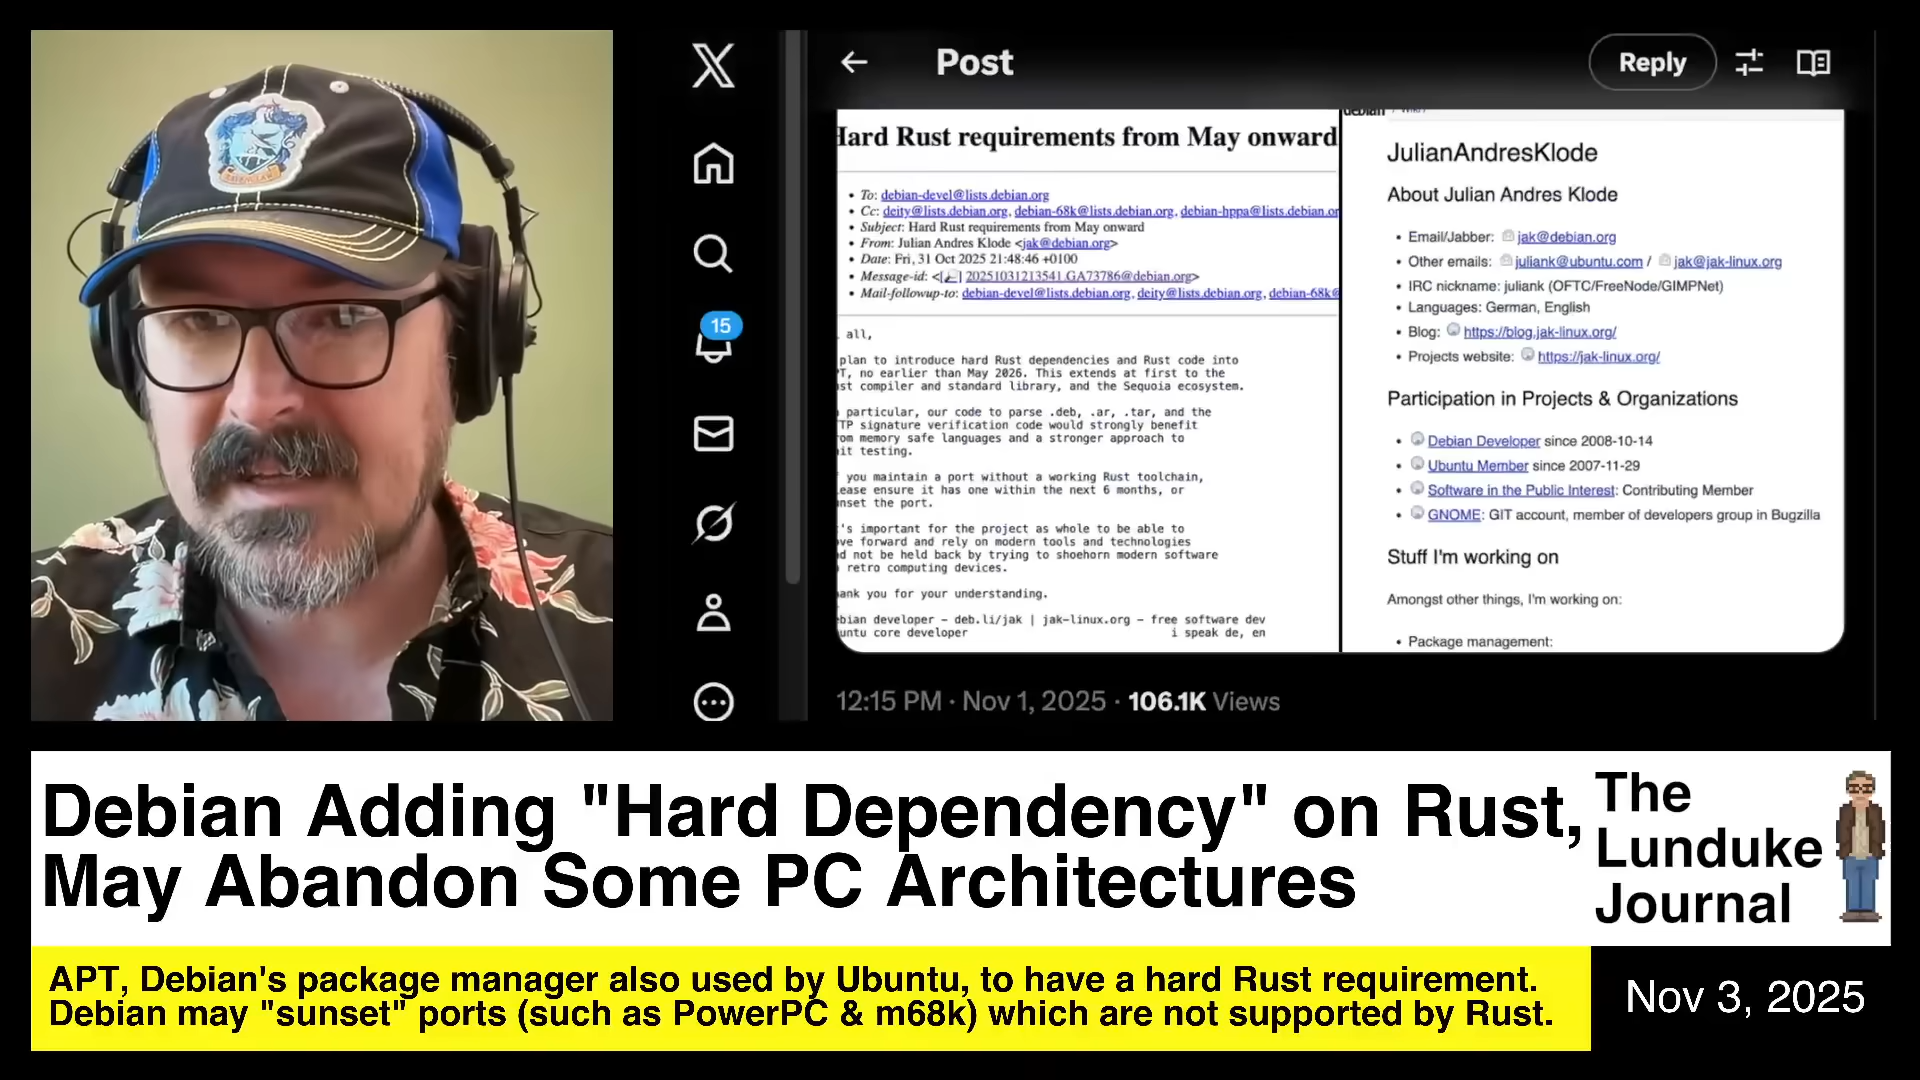 Post
Reply
15
Hard Rust requirements from May onward
To: debian-devel@lists.debian.org
Cc: deity@lists.debian.org, debian-68k@lists.debian.org, debian-hppa@lists.debian.or
Subject: Hard Rust requirements from May onward
From: Julian Andres Klode <jak@debian.org>
Date: Fri, 31 Oct 2025 21:48:46 +0100
Message-id: <[] 20251031213541.GA73786@debian.org>
Mail-followup-to: debian-devel@lists.debian.org, deity@lists.debian.org, debian-68k@
all,
plan to introduce hard Rust dependencies and Rust code into
T, no earlier than May 2026. This extends at first to the
st compiler and standard library, and the Sequoia ecosystem.
particular, our code to parse .deb, .ar, .tar, and the
TP signature verification code would strongly benefit
om memory safe languages and a stronger approach to
it testing.
you maintain a port without a working Rust toolchain,
ease ensure it has one within the next 6 months, or
nset the port.
's important for the project as whole to be able to
ve forward and rely on modern tools and technologies
d not be held back by trying to shoehorn modern software
retro computing devices.
ank you for your understanding.
bian developer - deb.li/jak | jak-linux.org - free software dev
untu core developer i speak de, en
debian / Wiki /
JulianAndresKlode
About Julian Andres Klode
Email/Jabber: jak@debian.org
Other emails: juliank@ubuntu.com / jak@jak-linux.org
IRC nickname: juliank (OFTC/FreeNode/GIMPNet)
Languages: German, English
Blog: https://blog.jak-linux.org/
Projects website: https://jak-linux.org/
Participation in Projects & Organizations
Debian Developer since 2008-10-14
Ubuntu Member since 2007-11-29
Software in the Public Interest: Contributing Member
GNOME: GIT account, member of developers group in Bugzilla
Stuff I'm working on
Amongst other things, I'm working on:
Package management:
12:15 PM · Nov 1, 2025 · 106.1K Views
Debian Adding "Hard Dependency" on Rust,
May Abandon Some PC Architectures
The
Lunduke
Journal
APT, Debian's package manager also used by Ubuntu, to have a hard Rust requirement.
Debian may "sunset" ports (such as PowerPC & m68k) which are not supported by Rust.
Nov 3, 2025